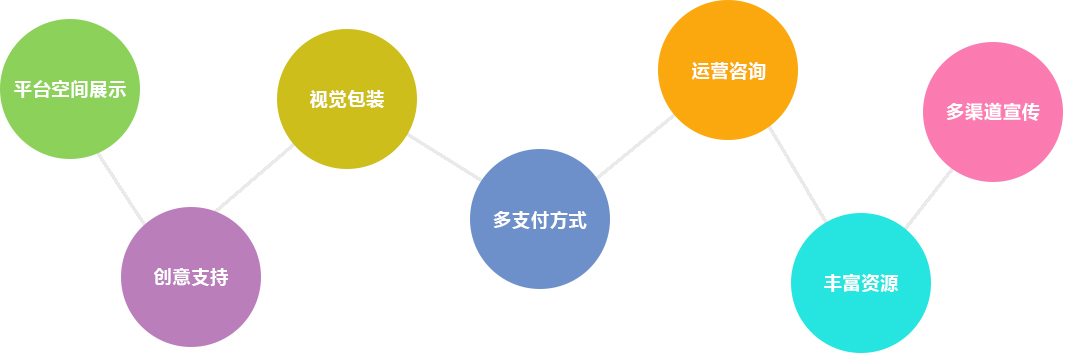 平台空间展示
创意支持
视觉包装
多支付方式
运营咨询
丰富资源
多渠道宣传